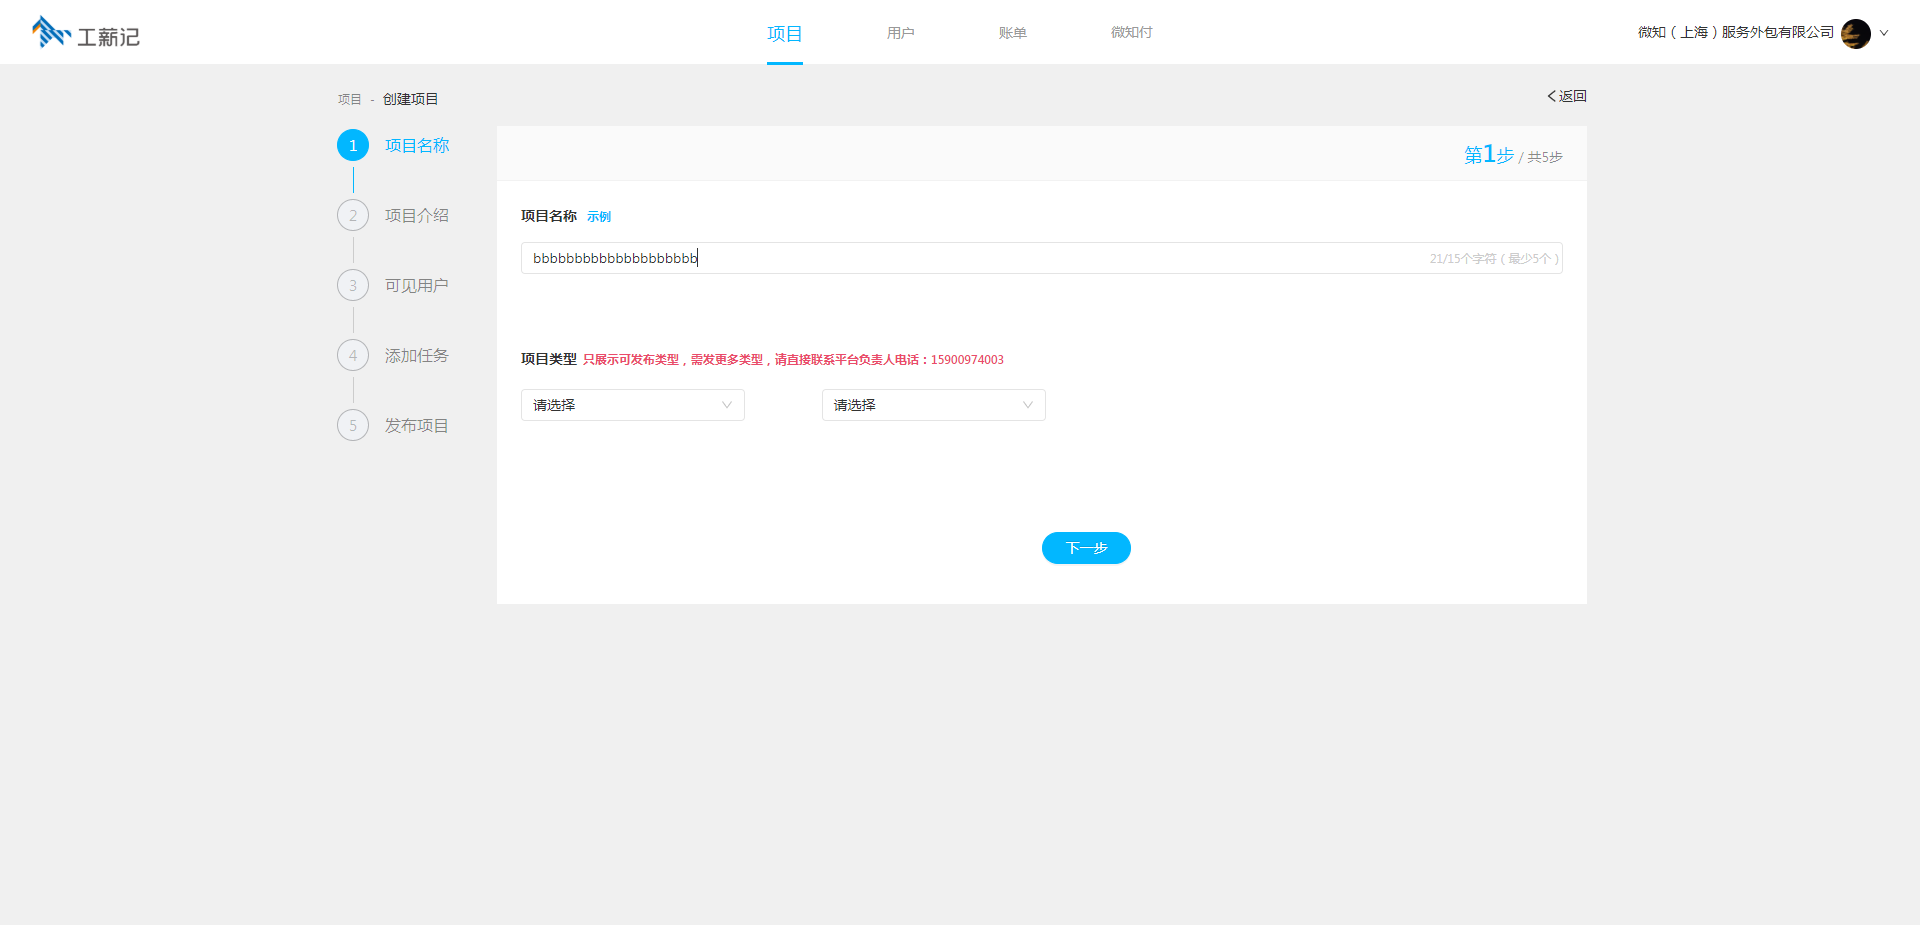 工薪记
项目 用户 账单 微知付
微知（上海）服务外包有限公司
项目 - 创建项目
返回
1 项目名称
2 项目介绍
3 可见用户
4 添加任务
5 发布项目
第1步 / 共5步
项目名称 示例
bbbbbbbbbbbbbbbbbbbb 21/15个字符（最少5个）
项目类型 只展示可发布类型，需发更多类型，请直接联系平台负责人电话：15900974003
请选择 请选择
下一步